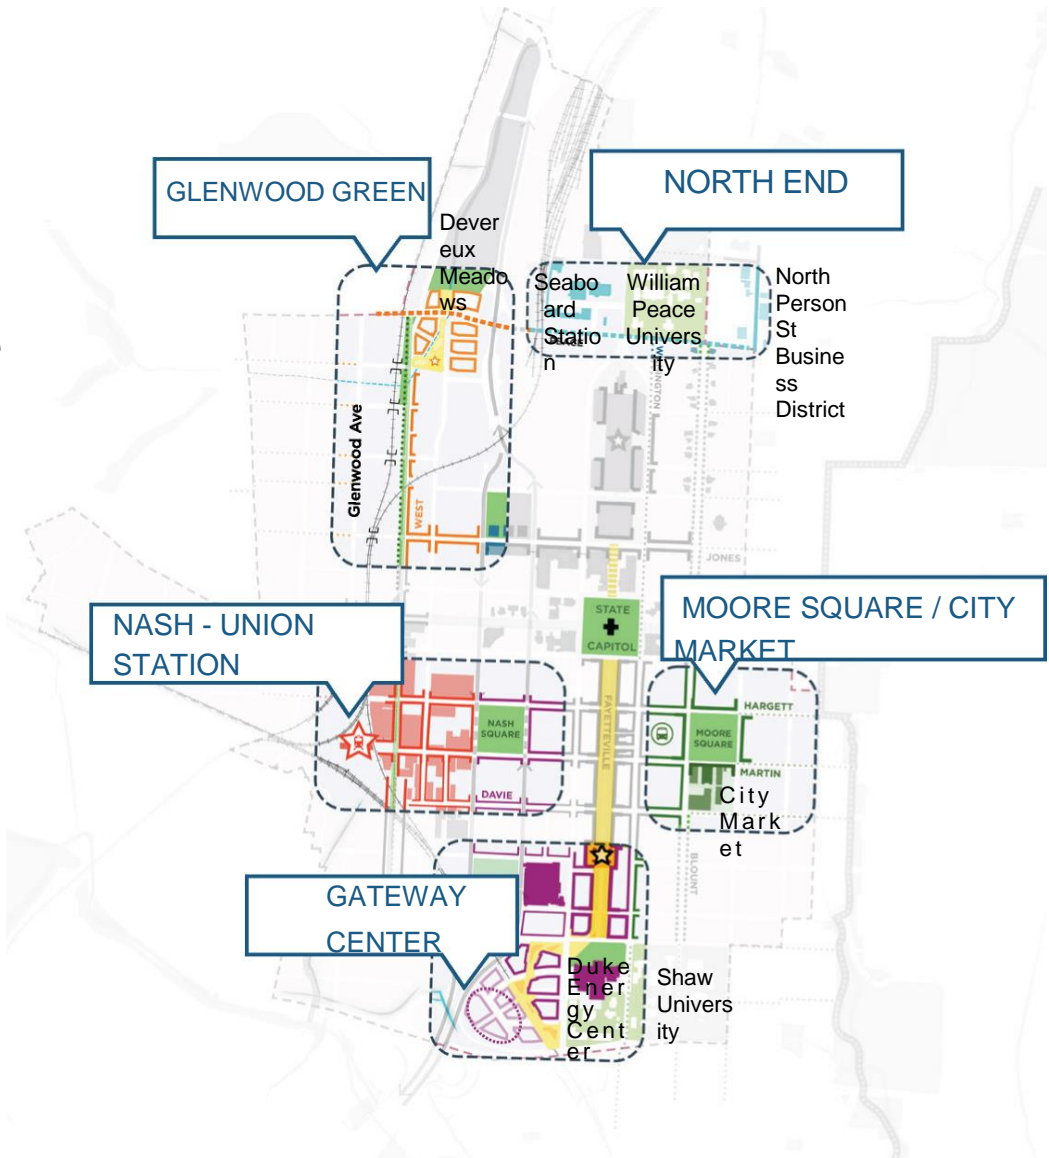 GLENWOOD GREEN
NORTH END
Dever
eux
Meado
ws
Seabo
ard
Statio
n
William
Peace
Univers
ity
North
Person
St
Busine
ss
District
PEACE
Glenwood Ave
WEST
JONES
STATE
CAPITOL
NASH - UNION
STATION
MOORE SQUARE / CITY
MARKET
FAYETTEVILLE
HARGETT
NASH
SQUARE
MOORE
SQUARE
MARTIN
DAVIE
City
Mark
et
BLOUNT
GATEWAY
CENTER
Duke
Ener
gy
Cent
er
Shaw
Univers
ity